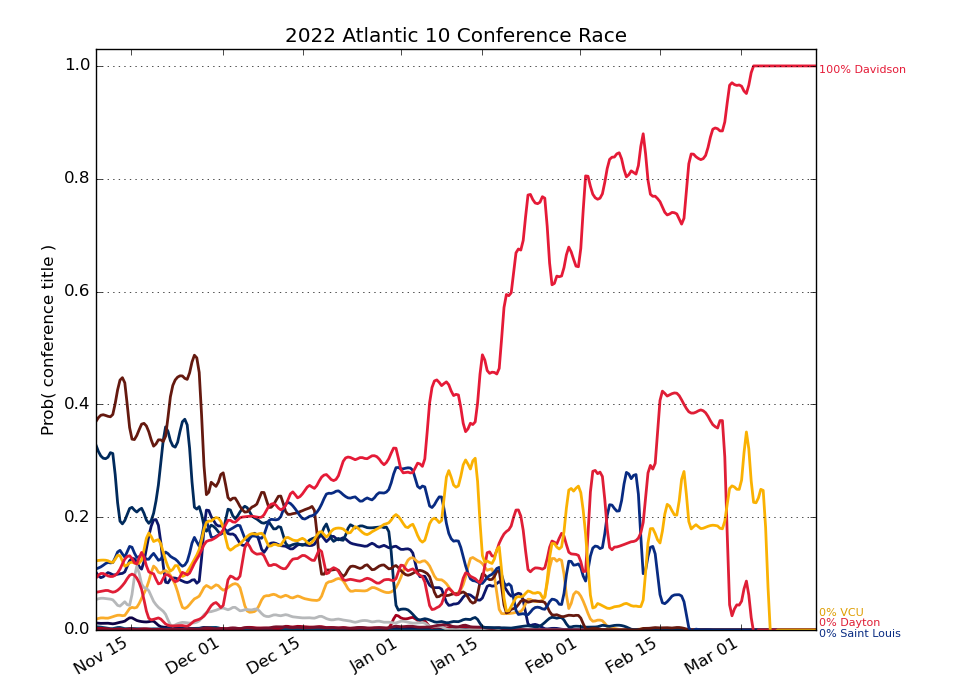 2022 Atlantic 10 Conference Race
Prob( conference title )
1.0
0.8
0.6
0.4
0.2
0.0
Nov 15
Dec 01
Dec 15
Jan 01
Jan 15
Feb 01
Feb 15
Mar 01
100% Davidson
0% VCU
0% Dayton
0% Saint Louis